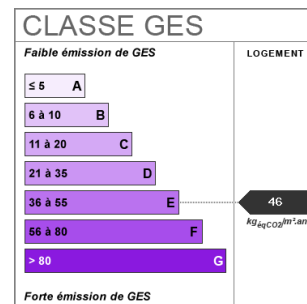 CLASSE GES
Faible émission de GES
LOGEMENT
≤ 5 A
6 à 10 B
11 à 20 C
21 à 35 D
36 à 55 E
46
kgéqCO2/m².an
56 à 80 F
> 80 G
Forte émission de GES